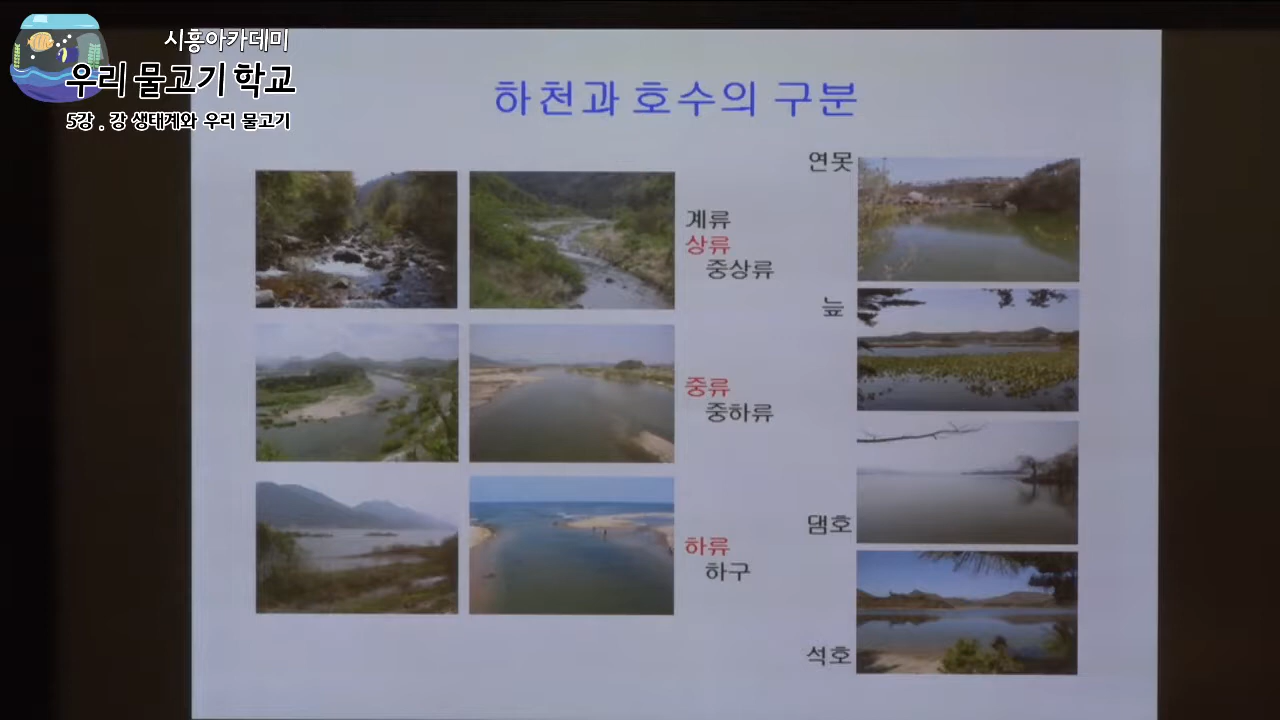 시흥아카데미
우리 물고기 학교
5강 . 강 생태계와 우리 물고기
하천과 호수의 구분
계류
상류
중상류
중류
중하류
하류
하구
연못
늪
댐호
석호